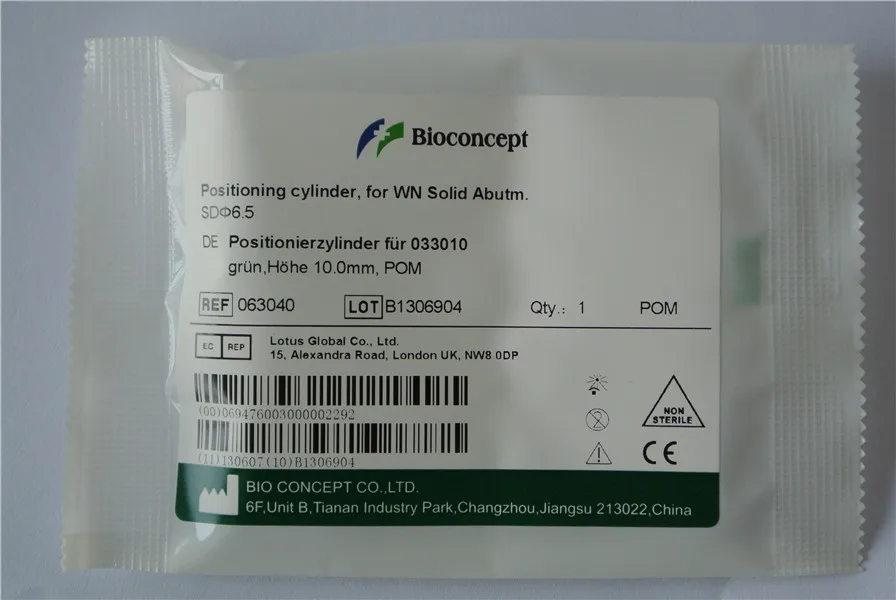 Bioconcept
Positioning cylinder, for WN Solid Abutm.
SDΦ6.5
DE Positionierzylinder für 033010
grün,Höhe 10.0mm, POM
REF 063040 LOT B1306904 Qty.: 1 POM
EC REP Lotus Global Co., Ltd.
15, Alexandra Road, London UK, NW8 0DP
(00)069476003000002292
(11)130607(10)B1306904
NON
STERILE
CE
BIO CONCEPT CO.,LTD.
6F,Unit B,Tianan Industry Park,Changzhou,Jiangsu 213022,China